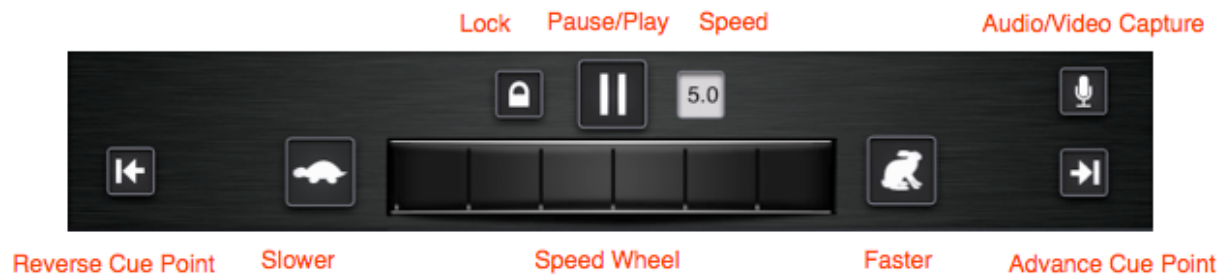 Lock Pause/Play Speed Audio/Video Capture
5.0
Reverse Cue Point Slower Speed Wheel Faster Advance Cue Point